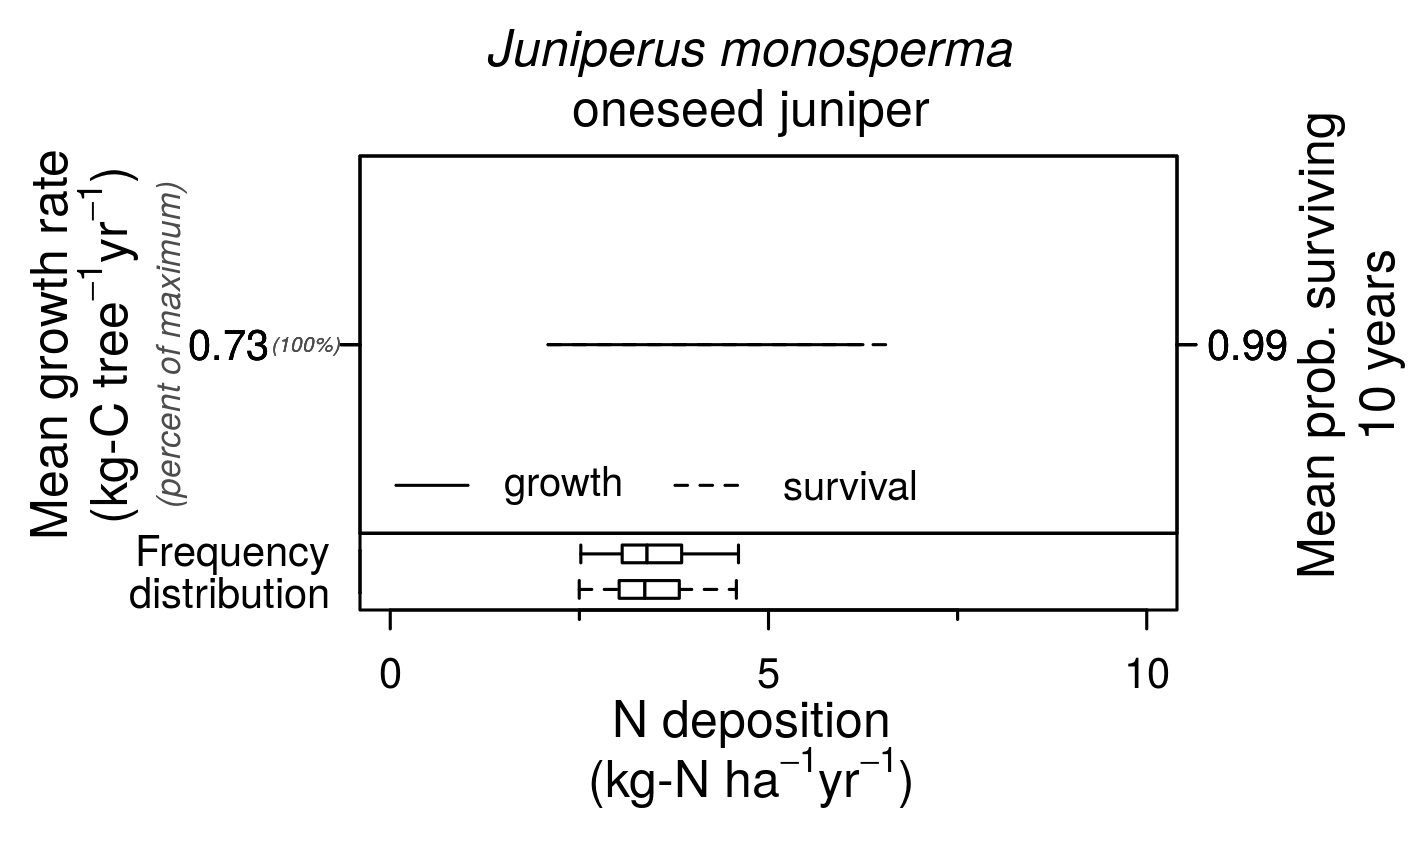 Juniperus monosperma
oneseed juniper
Mean growth rate
(kg-C tree⁻¹yr⁻¹)
(percent of maximum)
0.73 (100%)
0.99
Mean prob. surviving
10 years
growth
survival
Frequency
distribution
0 5 10
N deposition
(kg-N ha⁻¹yr⁻¹)